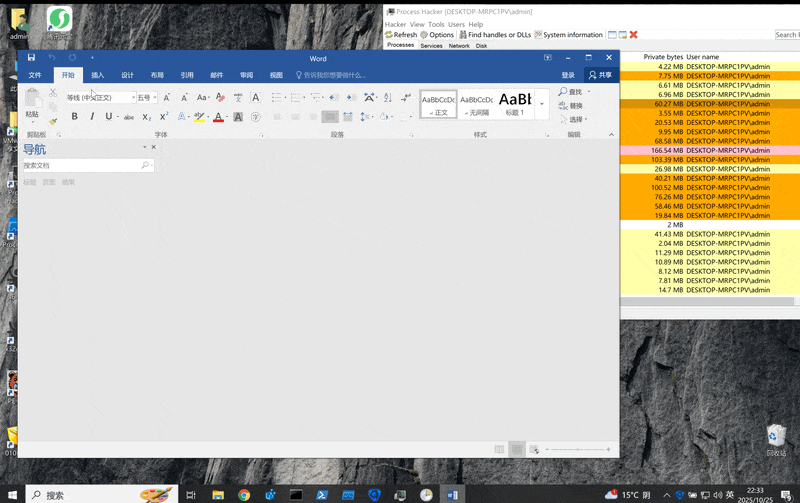 admin
Process Hacker [DESKTOP-MRPC1PV\admin]
Hacker View Tools Users Help
Refresh Options Find handles or DLLs System information
Processes Services Network Disk
Private bytes User name
4.22 MB DESKTOP-MRPC1PV\admin
7.75 MB DESKTOP-MRPC1PV\admin
6.61 MB DESKTOP-MRPC1PV\admin
6.96 MB DESKTOP-MRPC1PV\admin
60.27 MB DESKTOP-MRPC1PV\admin
3.55 MB DESKTOP-MRPC1PV\admin
20.53 MB DESKTOP-MRPC1PV\admin
9.95 MB DESKTOP-MRPC1PV\admin
68.58 MB DESKTOP-MRPC1PV\admin
166.54 MB DESKTOP-MRPC1PV\admin
103.39 MB DESKTOP-MRPC1PV\admin
26.98 MB DESKTOP-MRPC1PV\admin
40.21 MB DESKTOP-MRPC1PV\admin
100.52 MB DESKTOP-MRPC1PV\admin
76.26 MB DESKTOP-MRPC1PV\admin
58.46 MB DESKTOP-MRPC1PV\admin
19.84 MB DESKTOP-MRPC1PV\admin
2 MB
41.43 MB DESKTOP-MRPC1PV\admin
2.04 MB DESKTOP-MRPC1PV\admin
11.29 MB DESKTOP-MRPC1PV\admin
10.89 MB DESKTOP-MRPC1PV\admin
8.12 MB DESKTOP-MRPC1PV\admin
7.81 MB DESKTOP-MRPC1PV\admin
14.7 MB DESKTOP-MRPC1PV\admin
Word
文件 开始 插入 设计 布局 引用 邮件 审阅 视图 告诉我您想要做什么... 登录 共享
粘贴
等线 (中文正文) 五号
AaBbCcDc AaBbCcDc AaBb
正文 无间隔 标题 1
查找
替换
选择
剪贴板 字体 段落 样式 编辑
导航
搜索文档
标题 页面 结果
回收站
搜索
15°C 阴 英 22:33
2025/10/25